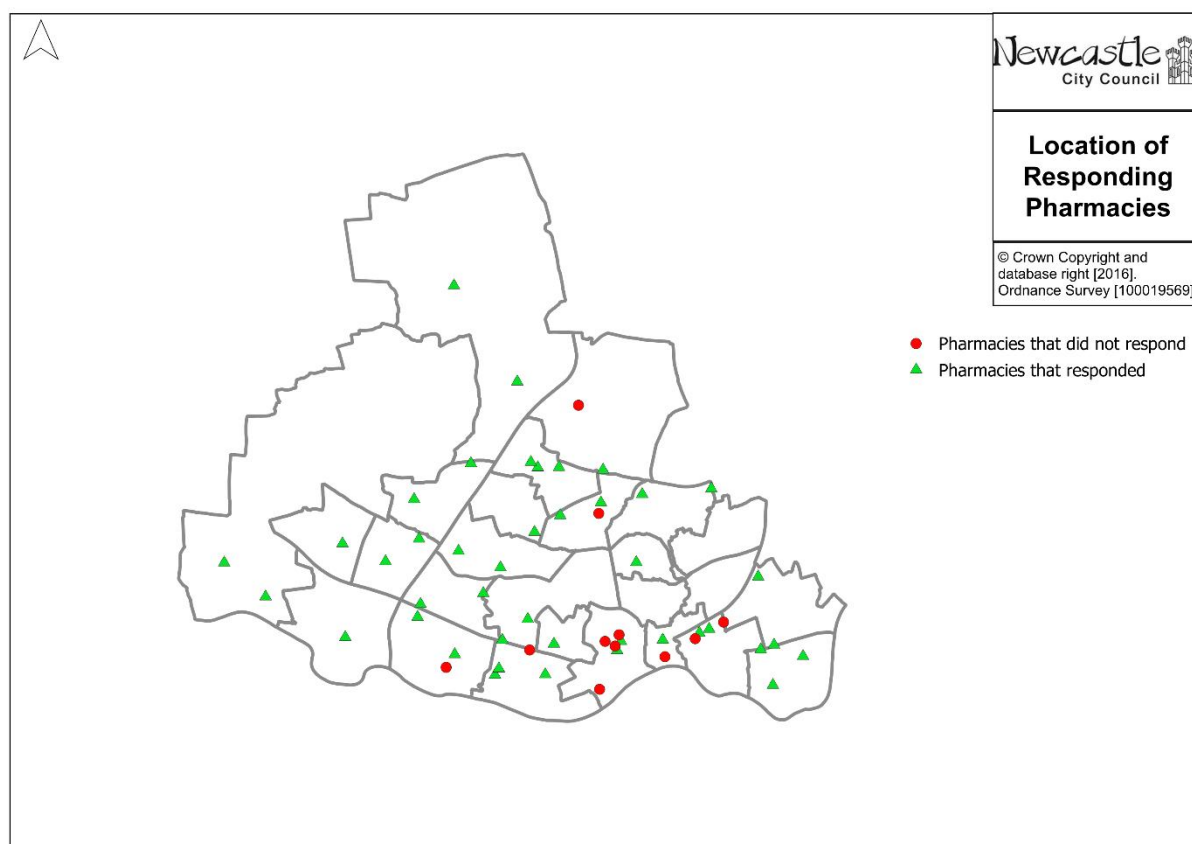 Newcastle
City Council
Location of
Responding
Pharmacies
© Crown Copyright and
database right [2016].
Ordnance Survey [100019569]
Pharmacies that did not respond
Pharmacies that responded